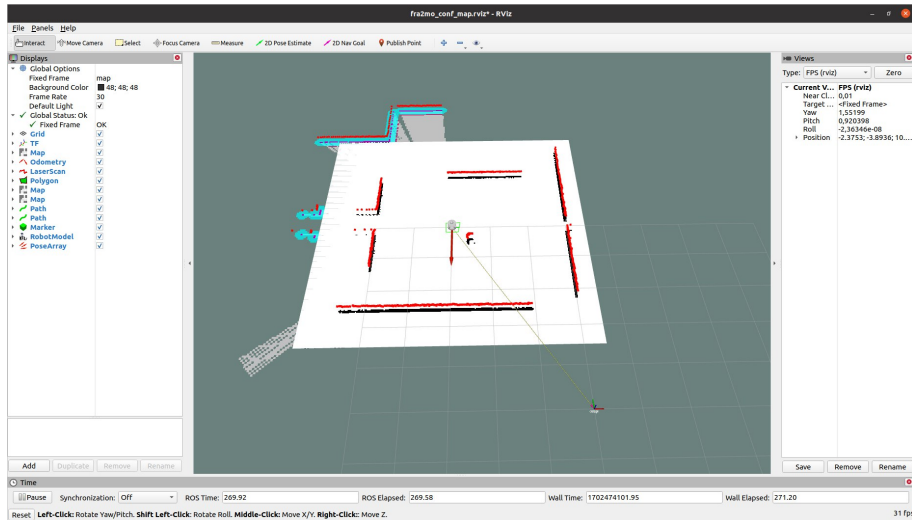 fra2mo_conf_map.rviz* - RViz
File Panels Help
Interact Move Camera Select Focus Camera Measure 2D Pose Estimate 2D Nav Goal Publish Point
Displays
Global Options
Fixed Frame map
Background Color 48; 48; 48
Frame Rate 30
Default Light ✓
Global Status: Ok
Fixed Frame OK
Grid
TF
Map
Odometry
LaserScan
Polygon
Map
Map
Path
Path
Marker
RobotModel
PoseArray
Add Duplicate Remove Rename
Views
Type: FPS (rviz) Zero
Current V... FPS (rviz)
Near Cl... 0,01
Target ... <Fixed Frame>
Yaw 1,55199
Pitch 0,920398
Roll -2,36346e-08
Position -2.3753; -3.8936; 10....
Save Remove Rename
Time
Pause Synchronization: Off ROS Time: 269.92 ROS Elapsed: 269.58 Wall Time: 1702474101.95 Wall Elapsed: 271.20
Reset Left-Click: Rotate Yaw/Pitch. Shift Left-Click: Rotate Roll. Middle-Click: Move X/Y. Right-Click:: Move Z. 31 fps